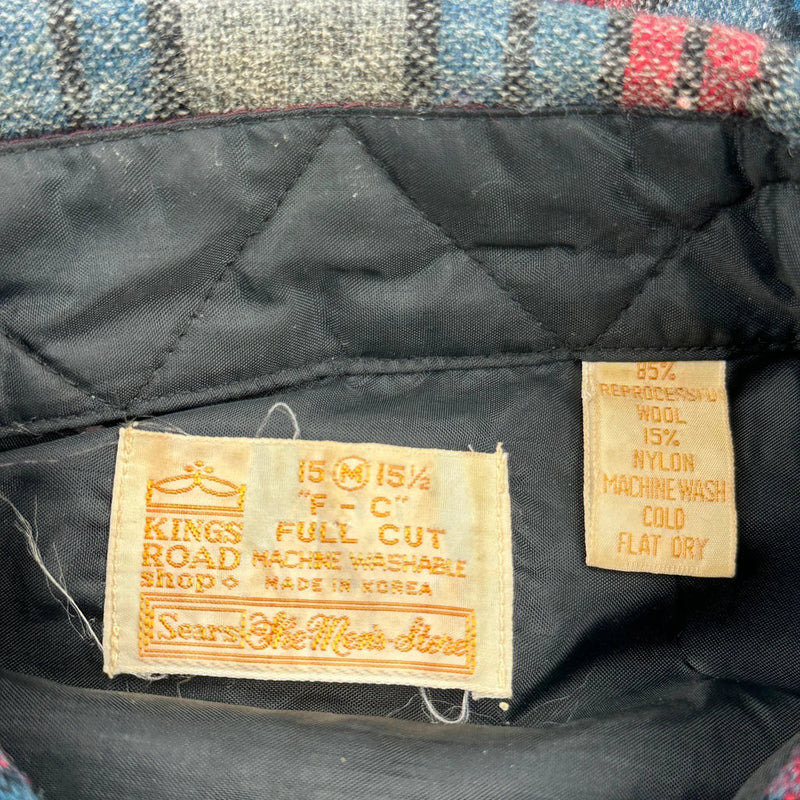 15 M 15½
"F - C"
FULL CUT
MACHINE WASHABLE
MADE IN KOREA
KINGS
ROAD
shop
Sears The Men's Store
85%
REPROCESSED
WOOL
15%
NYLON
MACHINE WASH
COLD
FLAT DRY